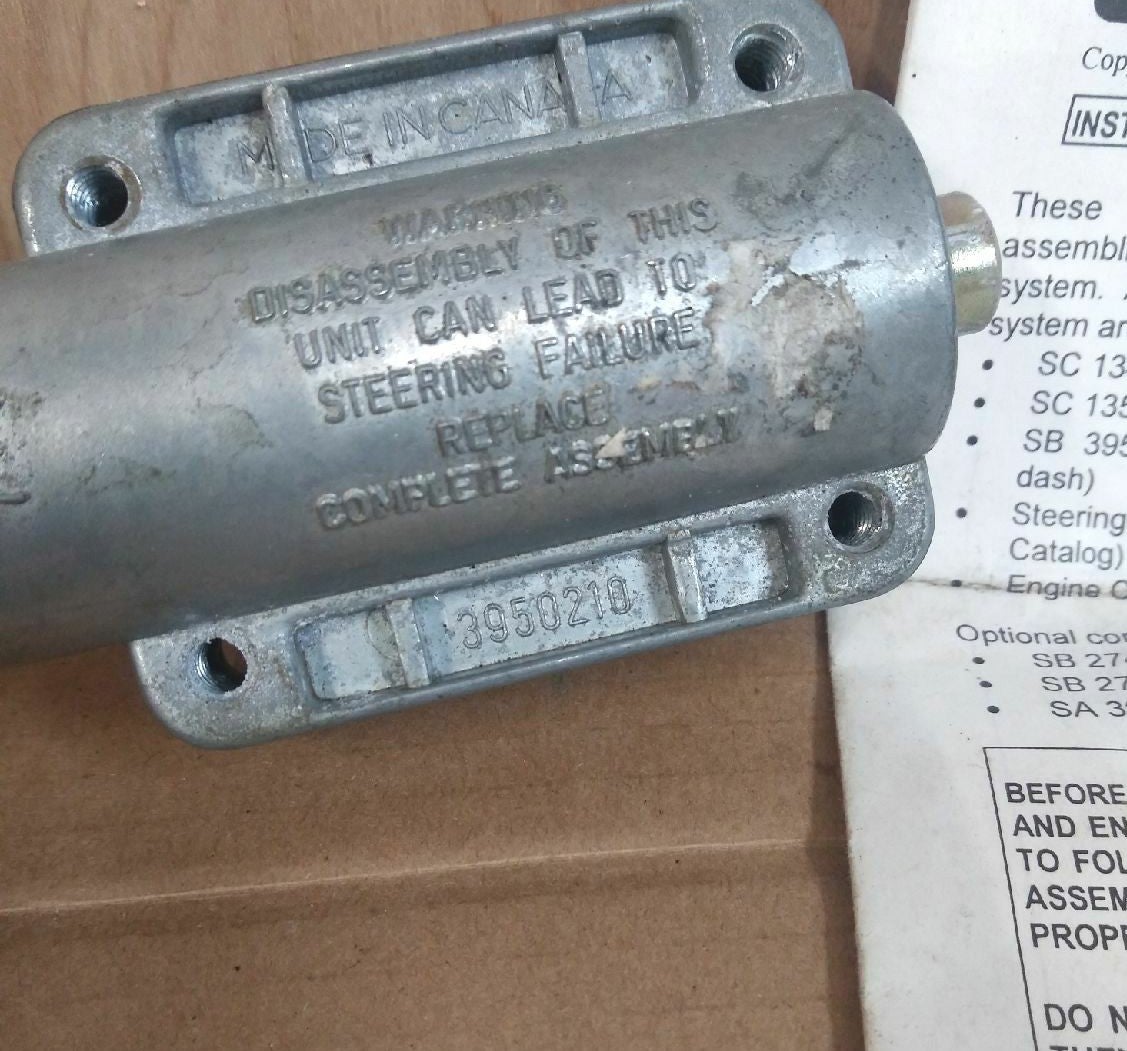 MADE IN CANADA
WARNING
DISASSEMBLY OF THIS
UNIT CAN LEAD TO
STEERING FAILURE
REPLACE
COMPLETE ASSEMBLY
3950210
Cop
INST
These
assembl
system.
system ar
• SC 13
• SC 135
• SB 395
dash)
• Steering
Catalog)
• Engine C
Optional co
• SB 27
• SB 27
• SA 3
BEFORE
AND EN
TO FOL
ASSEM
PROP
DO N